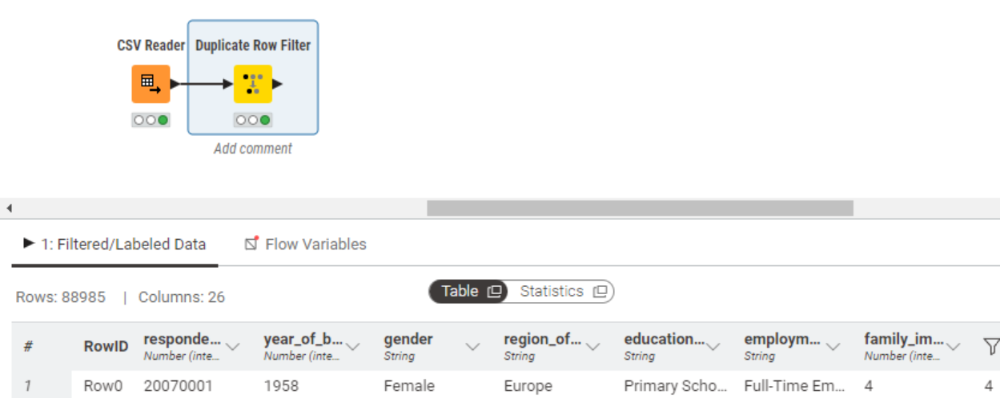 CSV Reader Duplicate Row Filter
Add comment
1: Filtered/Labeled Data Flow Variables
Rows: 88985 | Columns: 26
Table Statistics
# RowID responde... year_of_b... gender region_of... education... employm... family_im...
Number (inte... Number (inte... String String String String Number (inte...
1 Row0 20070001 1958 Female Europe Primary Scho... Full-Time Em... 4 4